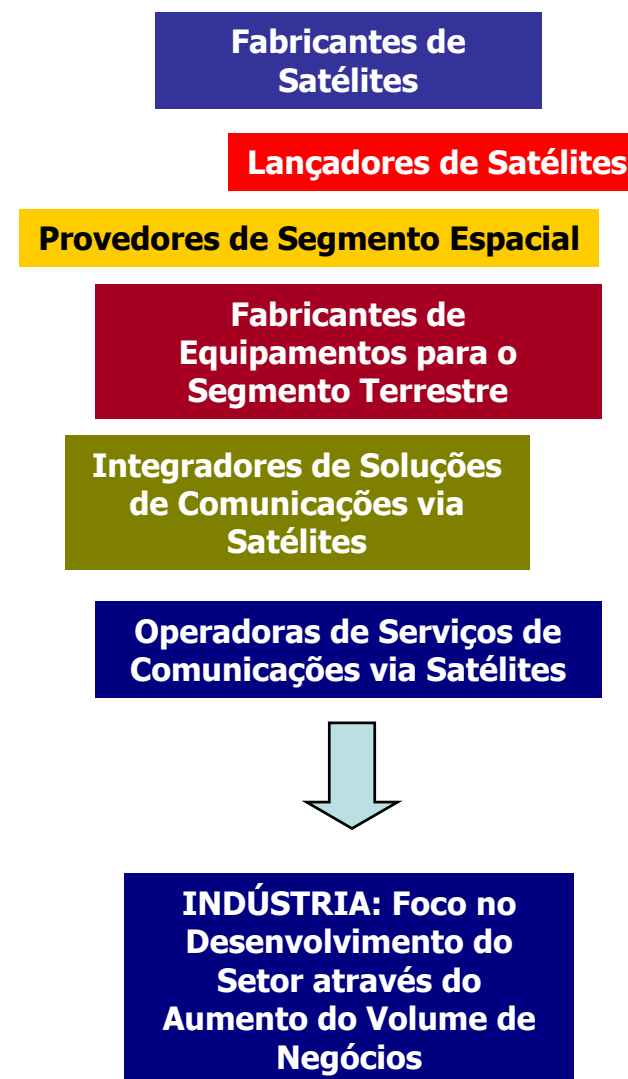 Fabricantes de
Satélites
Lançadores de Satélites
Provedores de Segmento Espacial
Fabricantes de
Equipamentos para o
Segmento Terrestre
Integradores de Soluções
de Comunicações via
Satélites
Operadoras de Serviços de
Comunicações via Satélites
INDÚSTRIA: Foco no
Desenvolvimento do
Setor através do
Aumento do Volume de
Negócios